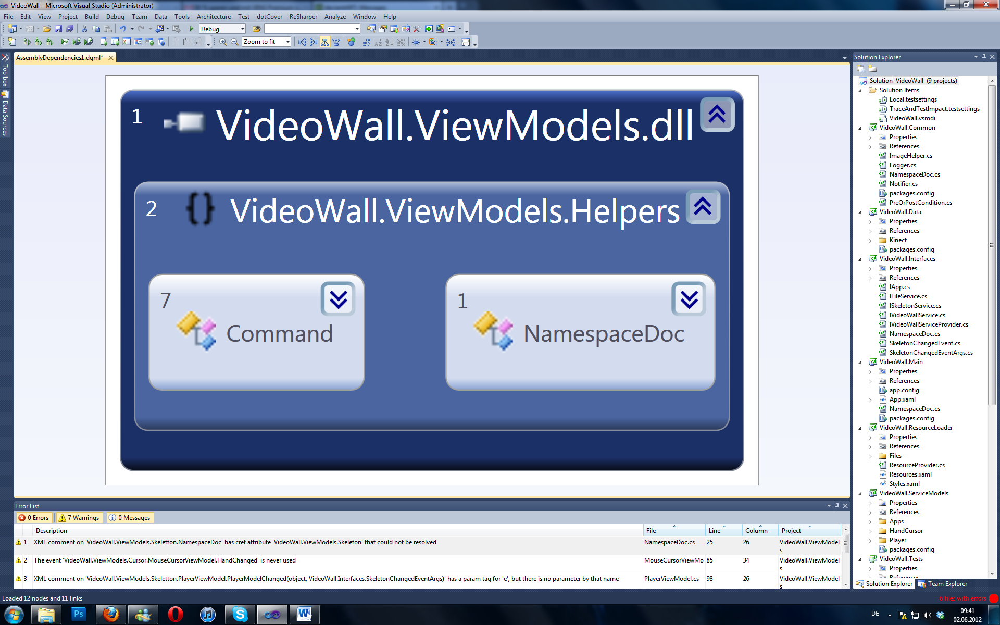 VideoWall - Microsoft Visual Studio (Administrator)
File Edit View Project Build Debug Team Data Tools Architecture Test dotCover ReSharper Analyze Window Help
Debug
Zoom to fit
Toolbox
Data Sources
AssemblyDependencies1.dgml*
1 VideoWall.ViewModels.dll
2 {} VideoWall.ViewModels.Helpers
7
Command
1
NamespaceDoc
Error List
0 Errors 7 Warnings 0 Messages
Description File Line Column Project
1 XML comment on 'VideoWall.ViewModels.Skeletton.NamespaceDoc' has cref attribute 'VideoWall.ViewModels.Skeleton' that could not be resolved NamespaceDoc.cs 25 26 VideoWall.ViewModel
s
2 The event 'VideoWall.ViewModels.Cursor.MouseCursorViewModel.HandChanged' is never used MouseCursorViewMo 85 34 VideoWall.ViewModel
s
3 XML comment on 'VideoWall.ViewModels.Skeletton.PlayerViewModel.PlayerModelChanged(object, VideoWall.Interfaces.SkeletonChangedEventArgs)' has a param tag for 'e', but there is no parameter by that name PlayerViewModel.cs 98 26 VideoWall.ViewModel
s
Solution Explorer
Solution 'VideoWall' (9 projects)
Solution Items
Local.testsettings
TraceAndTestImpact.testsettings
VideoWall.vsmdi
VideoWall.Common
Properties
References
ImageHelper.cs
Logger.cs
NamespaceDoc.cs
Notifier.cs
packages.config
PreOrPostCondition.cs
VideoWall.Data
Properties
References
Kinect
packages.config
VideoWall.Interfaces
Properties
References
IApp.cs
IFileService.cs
ISkeletonService.cs
IVideoWallService.cs
IVideoWallServiceProvider.cs
NamespaceDoc.cs
SkeletonChangedEvent.cs
SkeletonChangedEventArgs.cs
VideoWall.Main
Properties
References
app.config
App.xaml
NamespaceDoc.cs
packages.config
VideoWall.ResourceLoader
Properties
References
Files
ResourceProvider.cs
Resources.xaml
Styles.xaml
VideoWall.ServiceModels
Properties
References
Apps
HandCursor
Player
packages.config
VideoWall.Tests
Properties
References
Solution Explorer Team Explorer
Loaded 12 nodes and 11 links
6 files with errors
Ps
DE
09:41
02.06.2012